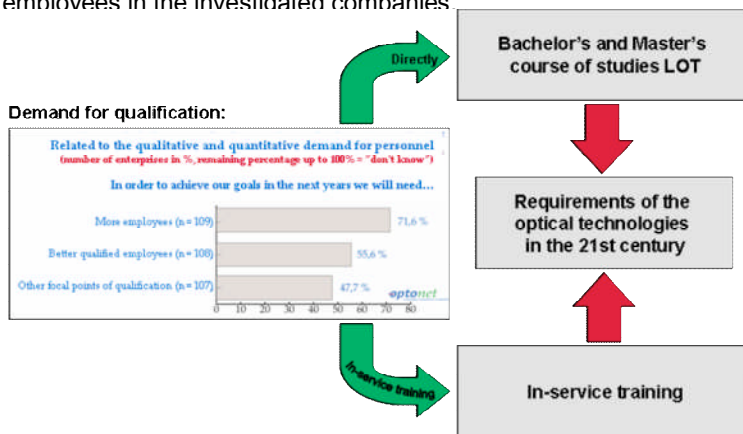 employees in the investigated companies.
Directly
Bachelor's and Master's
course of studies LOT
Demand for qualification:
Related to the qualitative and quantitative demand for personnel
(number of enterprises in %, remaining percentage up to 100% = "don't know")
In order to achieve our goals in the next years we will need...
More employees (n = 109)
71,6 %
Better qualified employees (n = 108)
55,6 %
Other focal points of qualification (n = 107)
47,7 %
optonet
0 10 20 30 40 50 60 70 80
Requirements of the
optical technologies
in the 21st century
In-service training
In-service training